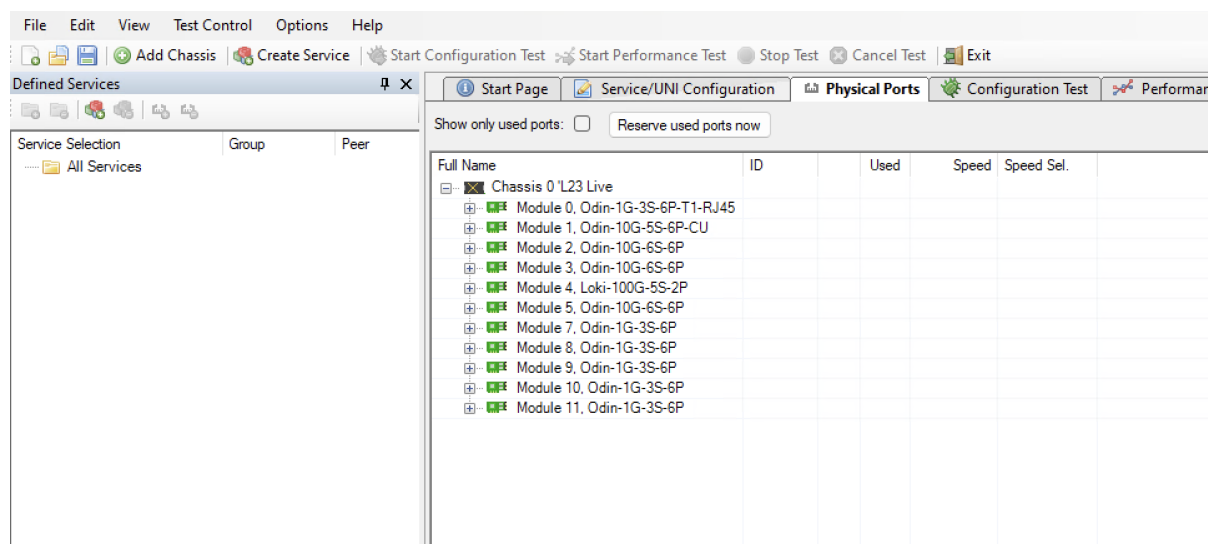 File Edit View Test Control Options Help
Add Chassis Create Service Start Configuration Test Start Performance Test Stop Test Cancel Test Exit
Defined Services
Start Page Service/UNI Configuration Physical Ports Configuration Test Performan
Show only used ports: Reserve used ports now
Service Selection Group Peer
All Services
Full Name ID Used Speed Speed Sel.
Chassis 0 'L23 Live
Module 0, Odin-1G-3S-6P-T1-RJ45
Module 1, Odin-10G-5S-6P-CU
Module 2, Odin-10G-6S-6P
Module 3, Odin-10G-6S-6P
Module 4, Loki-100G-5S-2P
Module 5, Odin-10G-6S-6P
Module 7, Odin-1G-3S-6P
Module 8, Odin-1G-3S-6P
Module 9, Odin-1G-3S-6P
Module 10, Odin-1G-3S-6P
Module 11, Odin-1G-3S-6P